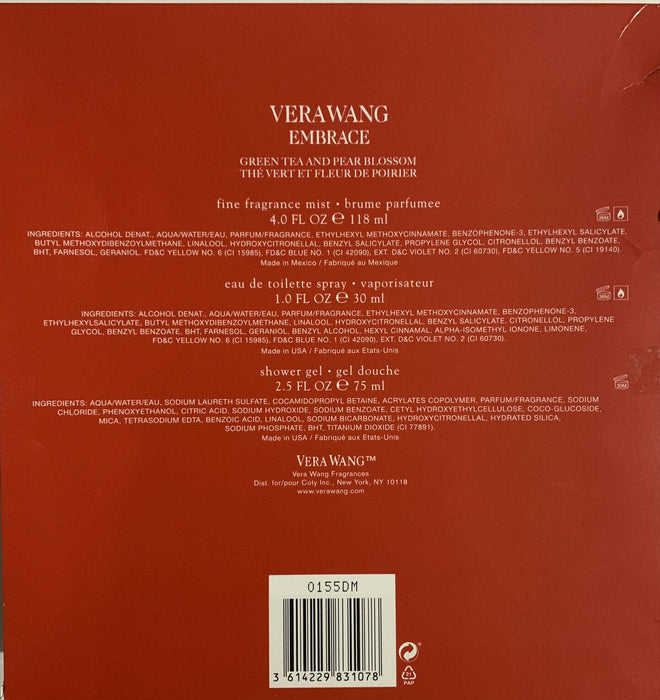 VERA WANG
EMBRACE
GREEN TEA AND PEAR BLOSSOM
THÉ VERT ET FLEUR DE POIRIER
fine fragrance mist • brume parfumee
4.0 FL OZ ℮ 118 ml
36M
INGREDIENTS: ALCOHOL DENAT., AQUA/WATER/EAU, PARFUM/FRAGRANCE, ETHYLHEXYL METHOXYCINNAMATE, BENZOPHENONE-3, ETHYLHEXYL SALICYLATE,
BUTYL METHOXYDIBENZOYLMETHANE, LINALOOL, HYDROXYCITRONELLAL, BENZYL SALICYLATE, PROPYLENE GLYCOL, CITRONELLOL, BENZYL BENZOATE,
BHT, FARNESOL, GERANIOL, FD&C YELLOW NO. 6 (CI 15985), FD&C BLUE NO. 1 (CI 42090), EXT. D&C VIOLET NO. 2 (CI 60730), FD&C YELLOW NO. 5 (CI 19140).
Made in Mexico / Fabriqué au Mexique
eau de toilette spray • vaporisateur
1.0 FL OZ ℮ 30 ml
36M
INGREDIENTS: ALCOHOL DENAT., AQUA/WATER/EAU, PARFUM/FRAGRANCE, ETHYLHEXYL METHOXYCINNAMATE, BENZOPHENONE-3,
ETHYLHEXYLSALICYLATE, BUTYL METHOXYDIBENZOYLMETHANE, LINALOOL, HYDROXYCITRONELLAL, BENZYL SALICYLATE, CITRONELLOL, PROPYLENE
GLYCOL, BENZYL BENZOATE, BHT, FARNESOL, GERANIOL, BENZYL ALCOHOL, HEXYL CINNAMAL, ALPHA-ISOMETHYL IONONE, LIMONENE,
FD&C YELLOW NO. 6 (CI 15985), FD&C BLUE NO. 1 (CI 42090), EXT. D&C VIOLET NO. 2 (CI 60730).
Made in USA / Fabriqué aux Etats-Unis
shower gel • gel douche
2.5 FL OZ ℮ 75 ml
30M
INGREDIENTS: AQUA/WATER/EAU, SODIUM LAURETH SULFATE, COCAMIDOPROPYL BETAINE, ACRYLATES COPOLYMER, PARFUM/FRAGRANCE, SODIUM
CHLORIDE, PHENOXYETHANOL, CITRIC ACID, SODIUM HYDROXIDE, SODIUM BENZOATE, CETYL HYDROXYETHYLCELLULOSE, COCO-GLUCOSIDE,
MICA, TETRASODIUM EDTA, BENZOIC ACID, LINALOOL, SODIUM BICARBONATE, HYDROXYCITRONELLAL, HYDRATED SILICA,
SODIUM PHOSPHATE, BHT, TITANIUM DIOXIDE (CI 77891).
Made in USA / Fabriqué aux Etats-Unis
VERA WANG™
Vera Wang Fragrances
Dist. for/pour Coty Inc., New York, NY 10118
www.verawang.com
0155DM
3 614229 831078
21
PAP